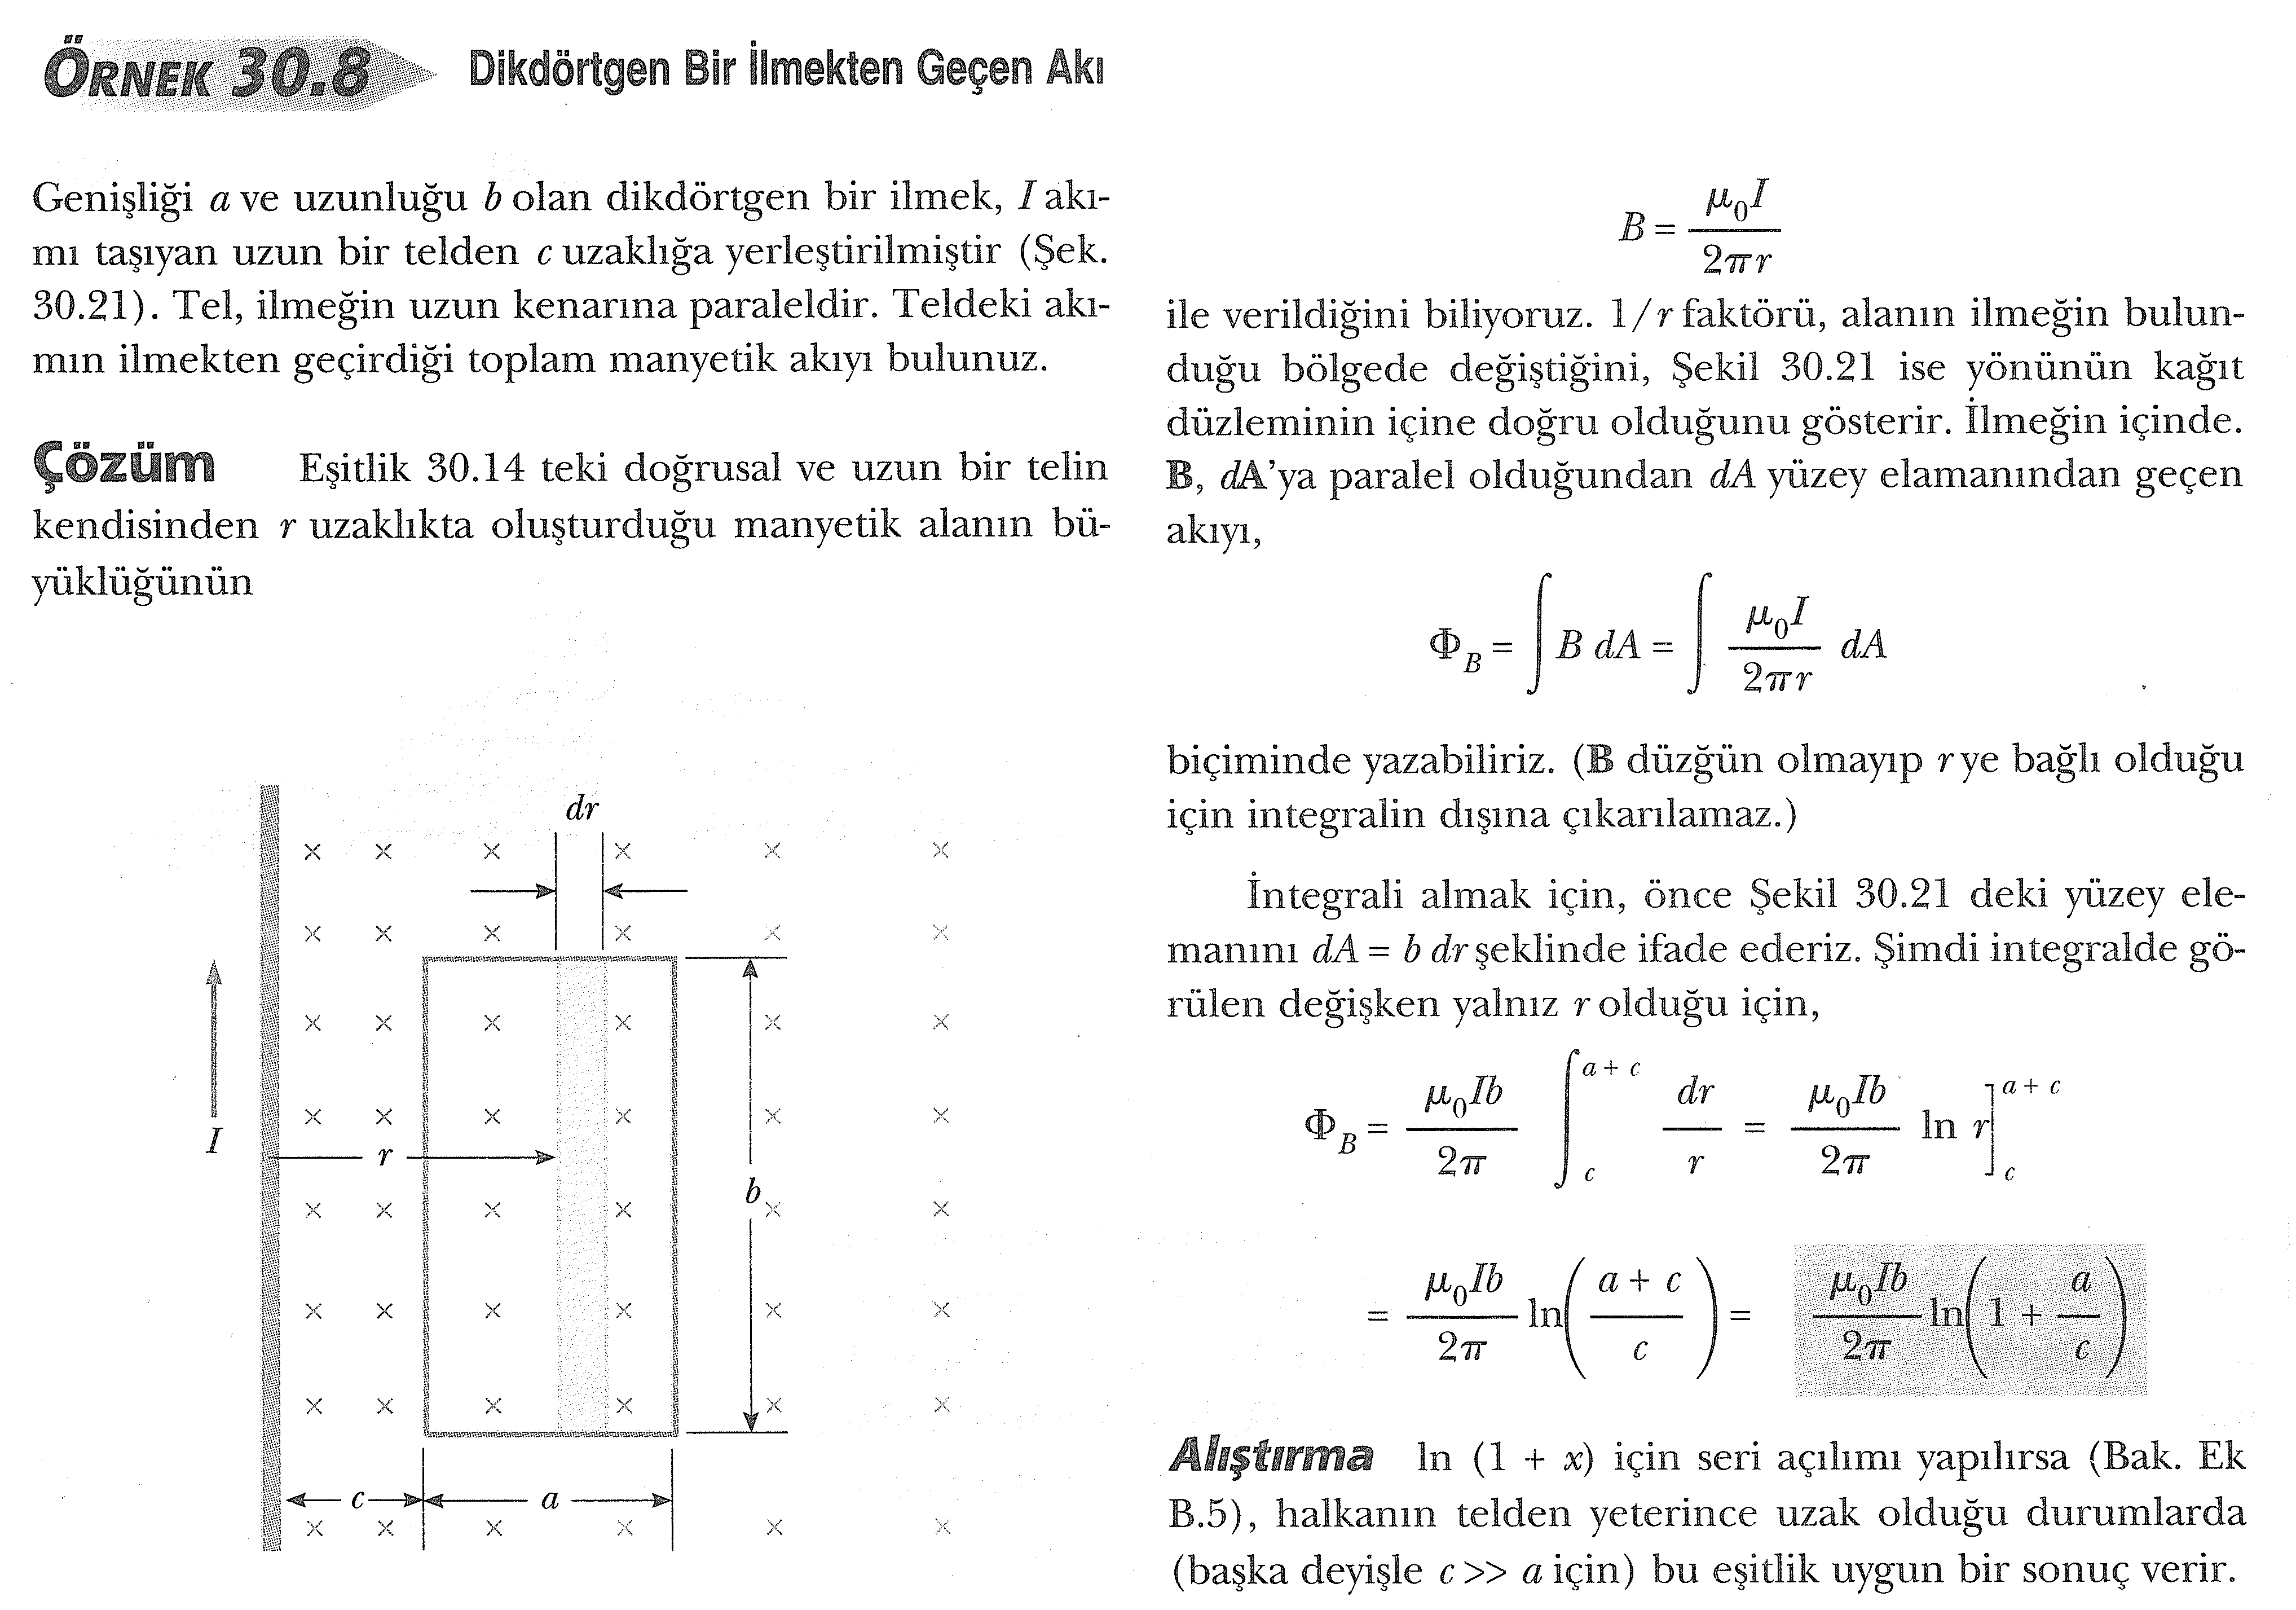 ÖRNEK 30.8 Dikdörtgen Bir İlmekten Geçen Akı
Genişliği a ve uzunluğu b olan dikdörtgen bir ilmek, I akı-
mı taşıyan uzun bir telden c uzaklığa yerleştirilmiştir (Şek.
30.21). Tel, ilmeğin uzun kenarına paraleldir. Teldeki akı-
mın ilmekten geçirdiği toplam manyetik akıyı bulunuz.
Çözüm Eşitlik 30.14 teki doğrusal ve uzun bir telin
kendisinden r uzaklıkta oluşturduğu manyetik alanın bü-
yüklüğünün
dr
I
r
b
c
a
B = μ₀I / 2πr
ile verildiğini biliyoruz. 1/r faktörü, alanın ilmeğin bulun-
duğu bölgede değiştiğini, Şekil 30.21 ise yönünün kağıt
düzleminin içine doğru olduğunu gösterir. İlmeğin içinde.
B, dA’ya paralel olduğundan dA yüzey elamanından geçen
akıyı,
Φ_B = ∫ B dA = ∫ μ₀I / 2πr dA
biçiminde yazabiliriz. (B düzğün olmayıp r ye bağlı olduğu
için integralin dışına çıkarılamaz.)
İntegrali almak için, önce Şekil 30.21 deki yüzey ele-
manını dA = b dr şeklinde ifade ederiz. Şimdi integralde gö-
rülen değişken yalnız r olduğu için,
Φ_B = μ₀Ib / 2π ∫_c^{a + c} dr / r = μ₀Ib / 2π ln r]_c^{a + c}
= μ₀Ib / 2π ln(a + c / c) = μ₀Ib / 2π ln(1 + a / c)
Alıştırma ln (1 + x) için seri açılımı yapılırsa (Bak. Ek
B.5), halkanın telden yeterince uzak olduğu durumlarda
(başka deyişle c >> a için) bu eşitlik uygun bir sonuç verir.